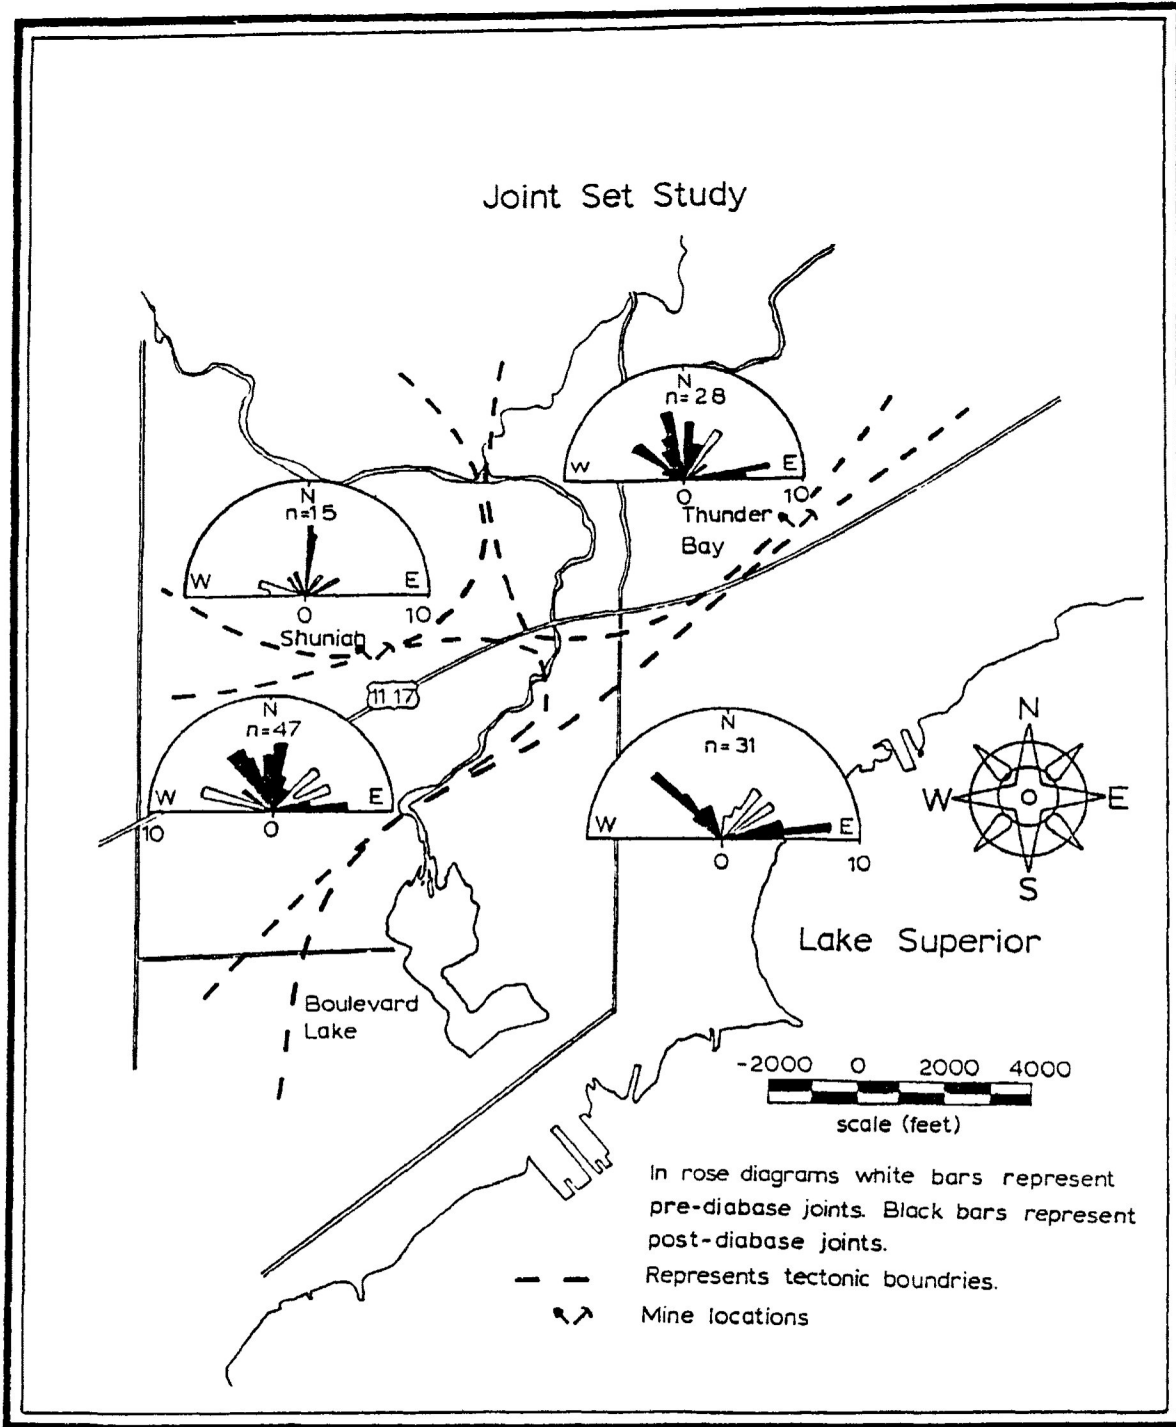 Joint Set Study
N
n=28
W
E
0
10
Thunder
Bay
N
n=15
W
E
0
10
Shuniah
11 17
N
n=47
W
E
10
0
N
n=31
W
E
0
10
N
W
E
S
Lake Superior
Boulevard
Lake
-2000 0 2000 4000
scale (feet)
In rose diagrams white bars represent
pre-diabase joints. Black bars represent
post-diabase joints.
Represents tectonic boundries.
Mine locations